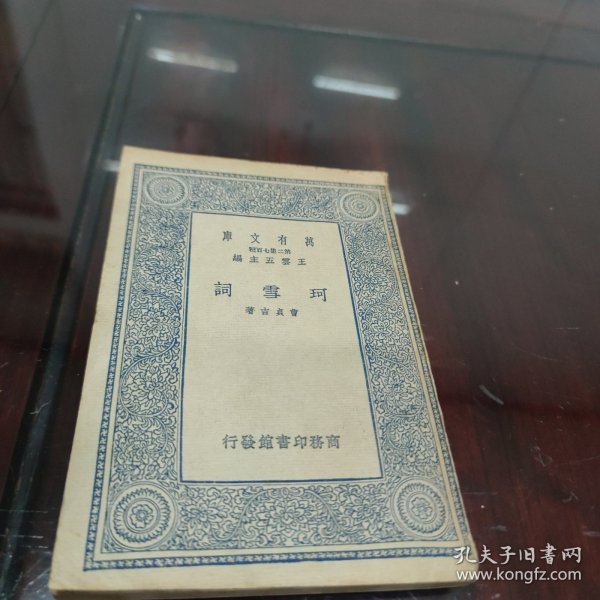 萬有文庫
第二集七百種
王雲五主編
珂雪詞
曹貞吉著
商務印書館發行
孔夫子旧书网
www.kongfz.com